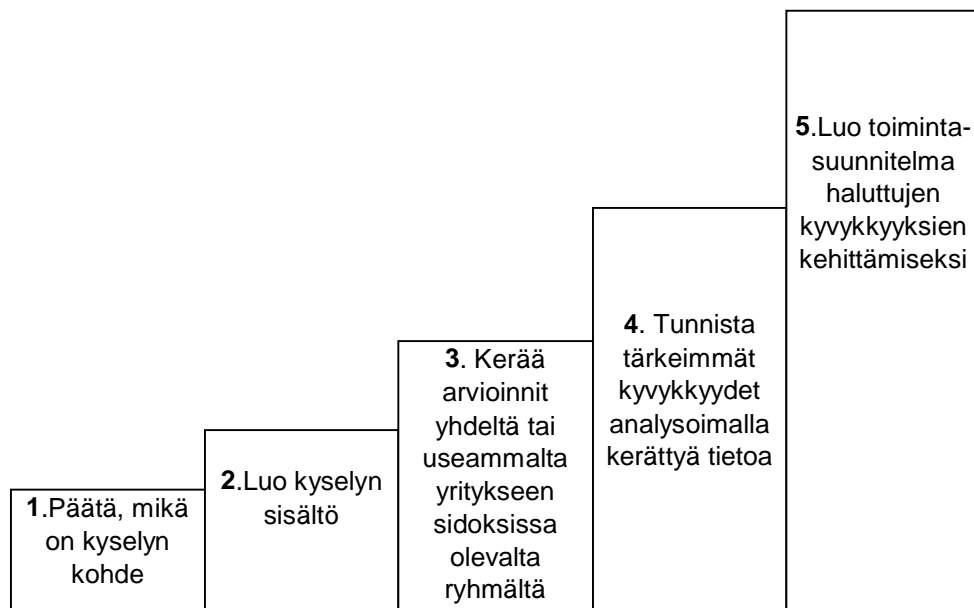 1.Päätä, mikä
on kyselyn
kohde
2.Luo kyselyn
sisältö
3. Kerää
arvioinnit
yhdeltä tai
useammalta
yritykseen
sidoksissa
olevalta
ryhmältä
4. Tunnista
tärkeimmät
kyvykkyydet
analysoimalla
kerättyä tietoa
5.Luo toiminta-
suunnitelma
haluttujen
kyvykkyyksien
kehittämiseksi